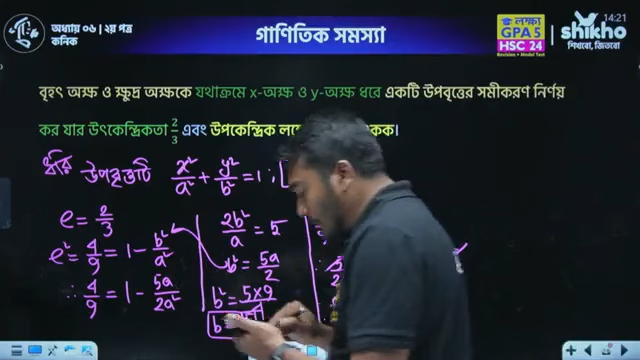 অধ্যায় ০৬ | ২য় পত্র
কনিক
গাণিতিক সমস্যা
লক্ষ্য
GPA 5
HSC 24
Revision + Model Test
14:21
shikho
শিখবো, জিতবো
বৃহৎ অক্ষ ও ক্ষুদ্র অক্ষকে যথাক্রমে x-অক্ষ ও y-অক্ষ ধরে একটি উপবৃত্তের সমীকরণ নির্ণয়
কর যার উৎকেন্দ্রিকতা 2/3 এবং উপকেন্দ্রিক
ধরি উপবৃত্তটি x²/a² + y²/b² = 1 ;
e = 2/3
e² = 4/9 = 1 - b²/a²
∴ 4/9 = 1 - 5a/2a²
2b²/a = 5
b² = 5a/2
b² = 5×9